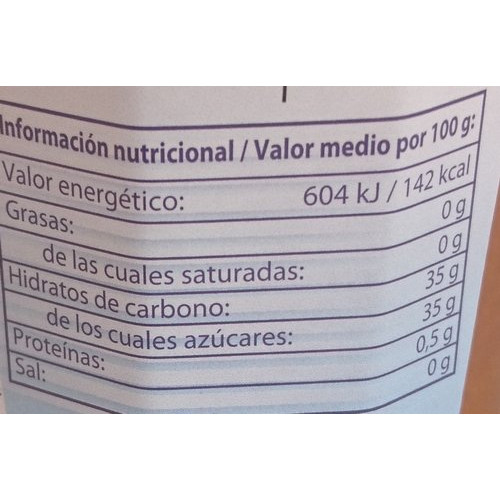 Información nutricional / Valor medio por 100 g:
Valor energético: 604 kJ / 142 kcal
Grasas: 0 g
de las cuales saturadas: 0 g
Hidratos de carbono: 35 g
de los cuales azúcares: 35 g
Proteínas: 0,5 g
Sal: 0 g